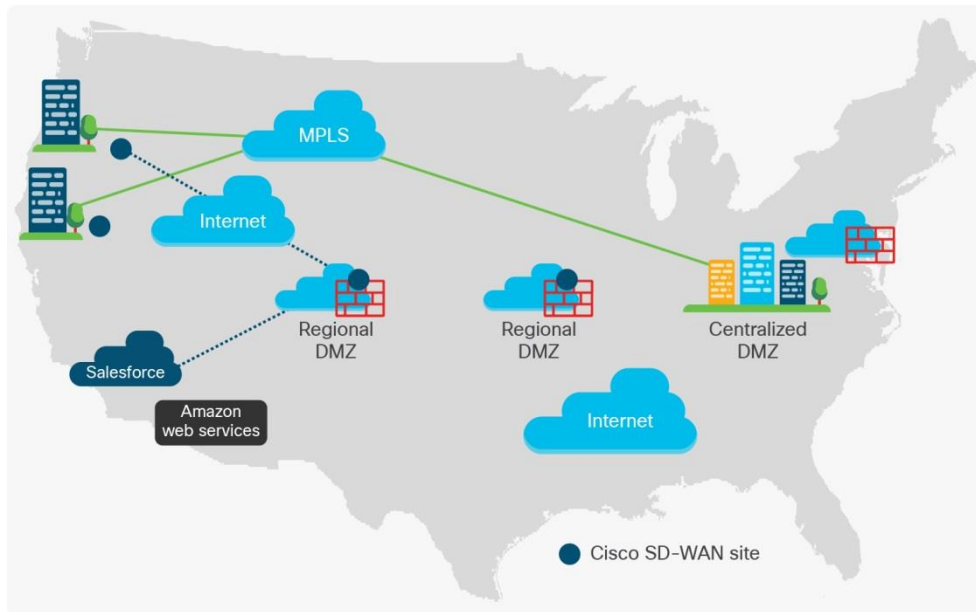 MPLS
Internet
Regional
DMZ
Regional
DMZ
Centralized
DMZ
Salesforce
Amazon
web services
Internet
Cisco SD-WAN site